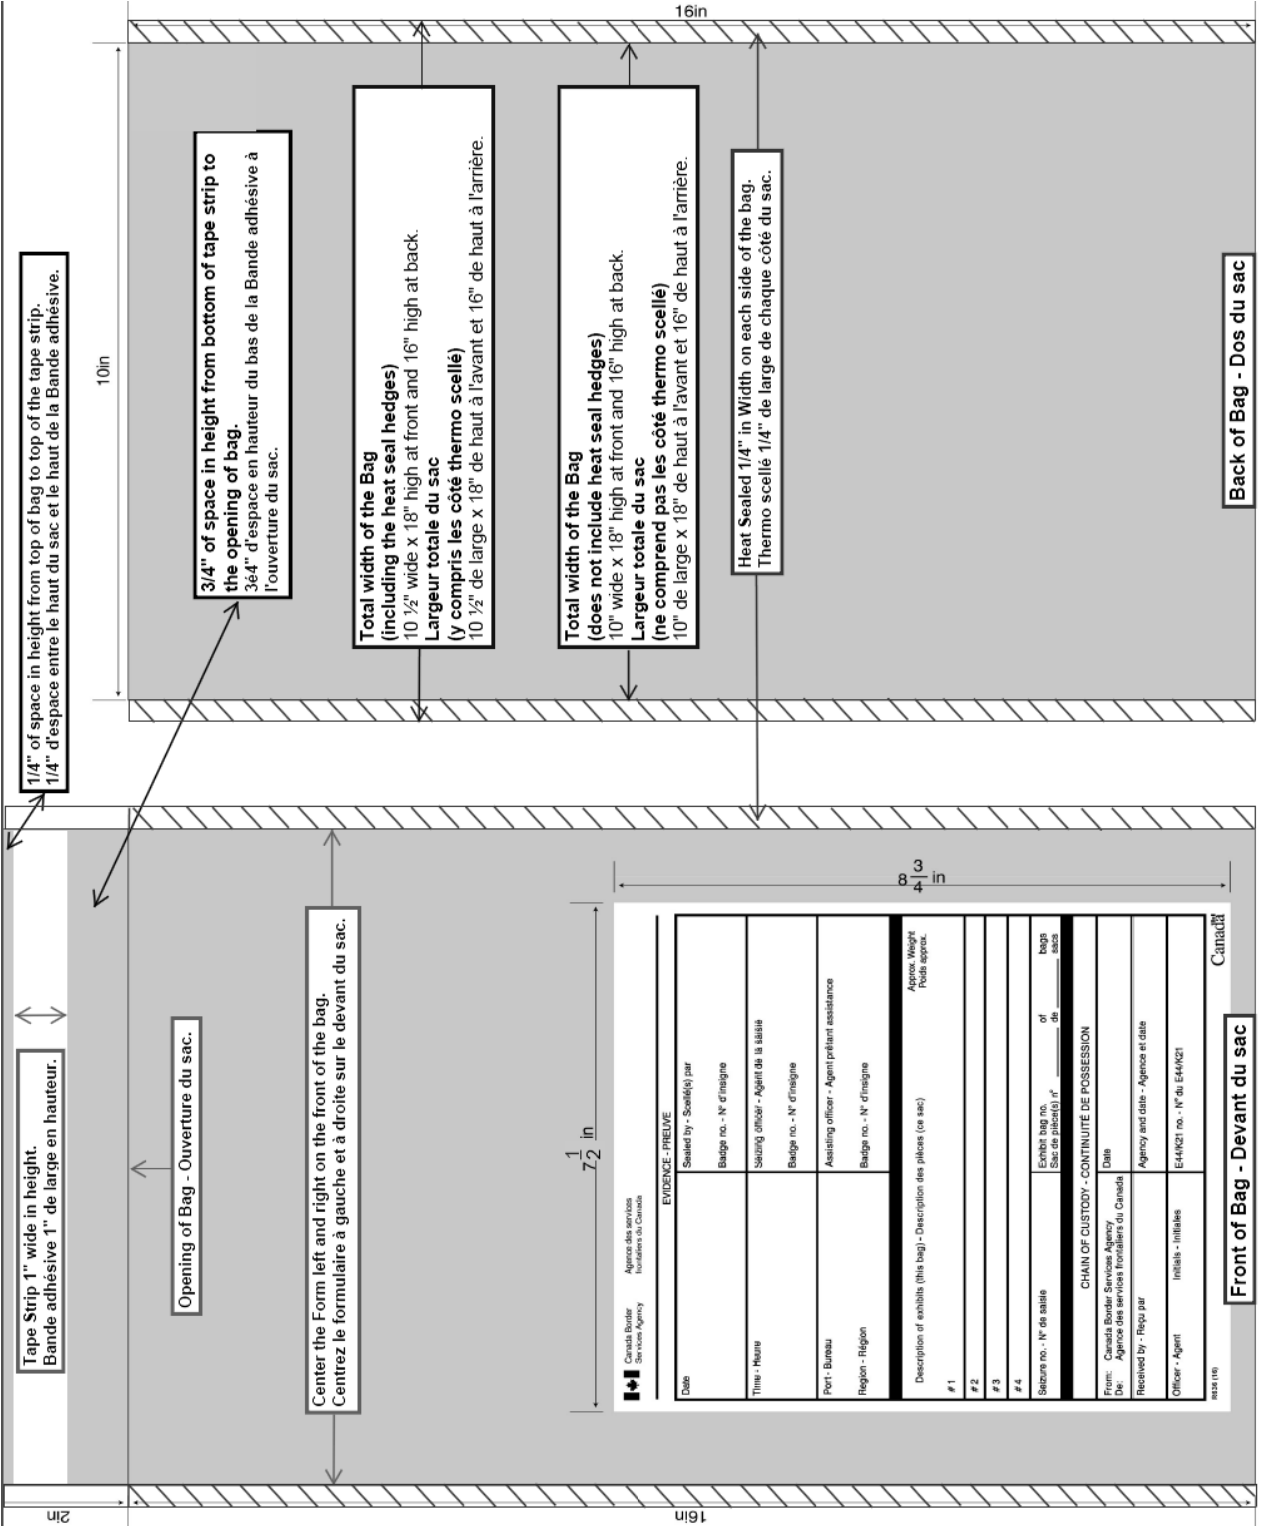 1/4" of space in height from top of bag to top of the tape strip.
1/4" d'espace entre le haut du sac et le haut de la Bande adhésive.
Tape Strip 1" wide in height.
Bande adhésive 1" de large en hauteur.
2in
10in
16in
3/4" of space in height from bottom of tape strip to
the opening of bag.
3é4" d'espace en hauteur du bas de la Bande adhésive à
l'ouverture du sac.
Opening of Bag - Ouverture du sac.
Total width of the Bag
(including the heat seal hedges)
10 ½" wide x 18" high at front and 16" high at back.
Largeur totale du sac
(y compris les côté thermo scellé)
10 ½" de large x 18" de haut à l'avant et 16" de haut à l'arrière.
Center the Form left and right on the front of the bag.
Centrez le formulaire à gauche et à droite sur le devant du sac.
Total width of the Bag
(does not include heat seal hedges)
10" wide x 18" high at front and 16" high at back.
Largeur totale du sac
(ne comprend pas les côté thermo scellé)
10" de large x 18" de haut à l'avant et 16" de haut à l'arrière.
Heat Sealed 1/4" in Width on each side of the bag.
Thermo scellé 1/4" de large de chaque côté du sac.
7 1/2 in
8 3/4 in
16in
Canada Border
Services Agency
Agence des services
frontaliers du Canada
EVIDENCE - PREUVE
Date
Sealed by - Scellé(s) par
Badge no. - N° d'insigne
Time - Heure
Seizing officer - Agent de la saisie
Badge no. - N° d'insigne
Port - Bureau
Assisting officer - Agent prêtant assistance
Region - Région
Badge no. - N° d'insigne
Description of exhibits (this bag) - Description des pièces (ce sac)
Approx. Weight
Poids approx.
#1
#2
#3
#4
Seizure no. - N° de saisie
Exhibit bag no.
Sac de pièce(s) n°
of
de
bags
sacs
CHAIN OF CUSTODY - CONTINUITÉ DE POSSESSION
From: Canada Border Services Agency
De: Agence des services frontaliers du Canada
Date
Received by - Reçu par
Agency and date - Agence et date
Officer - Agent
Initials - Initiales
E44/K21 no. - N° du E44/K21
R636 (16)
Canada
Front of Bag - Devant du sac
Back of Bag - Dos du sac